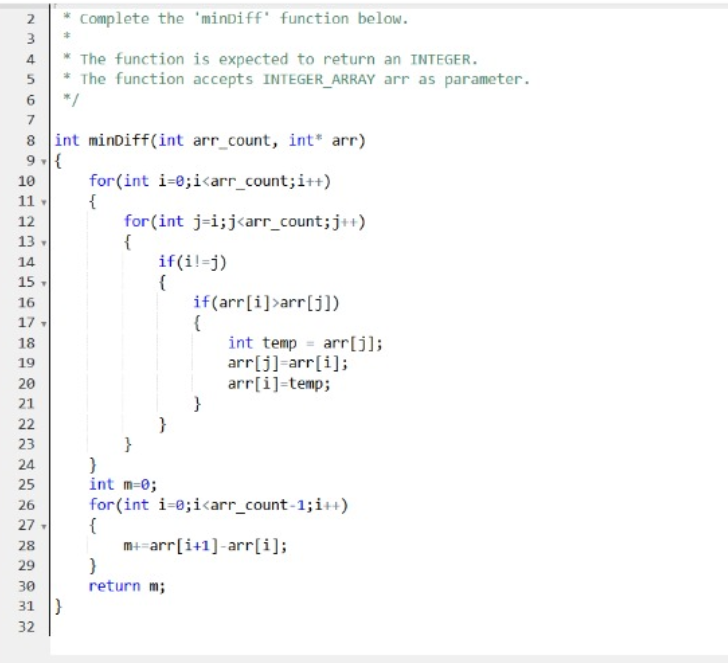 2 * Complete the 'minDiff' function below.
3 *
4 * The function is expected to return an INTEGER.
5 * The function accepts INTEGER_ARRAY arr as parameter.
6 */
7
8 int minDiff(int arr_count, int* arr)
9 {
10 for(int i=0;i<arr_count;i++)
11 {
12 for(int j=i;j<arr_count;j++)
13 {
14 if(i!=j)
15 {
16 if(arr[i]>arr[j])
17 {
18 int temp = arr[j];
19 arr[j]=arr[i];
20 arr[i]=temp;
21 }
22 }
23 }
24 }
25 int m=0;
26 for(int i=0;i<arr_count-1;i++)
27 {
28 m+=arr[i+1]-arr[i];
29 }
30 return m;
31 }
32